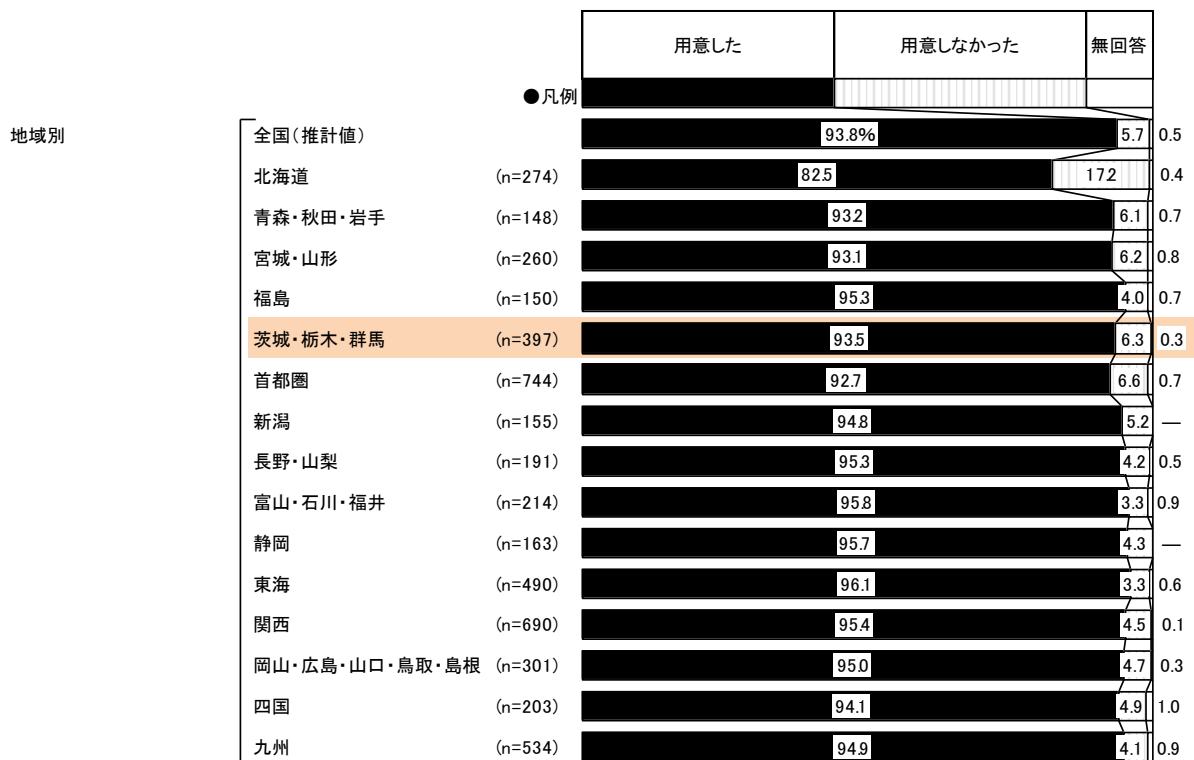 用意した 用意しなかった 無回答
●凡例
地域別 全国（推計値） 93.8% 5.7 0.5
北海道 (n=274) 82.5 17.2 0.4
青森・秋田・岩手 (n=148) 93.2 6.1 0.7
宮城・山形 (n=260) 93.1 6.2 0.8
福島 (n=150) 95.3 4.0 0.7
茨城・栃木・群馬 (n=397) 93.5 6.3 0.3
首都圏 (n=744) 92.7 6.6 0.7
新潟 (n=155) 94.8 5.2 —
長野・山梨 (n=191) 95.3 4.2 0.5
富山・石川・福井 (n=214) 95.8 3.3 0.9
静岡 (n=163) 95.7 4.3 —
東海 (n=490) 96.1 3.3 0.6
関西 (n=690) 95.4 4.5 0.1
岡山・広島・山口・鳥取・島根 (n=301) 95.0 4.7 0.3
四国 (n=203) 94.1 4.9 1.0
九州 (n=534) 94.9 4.1 0.9